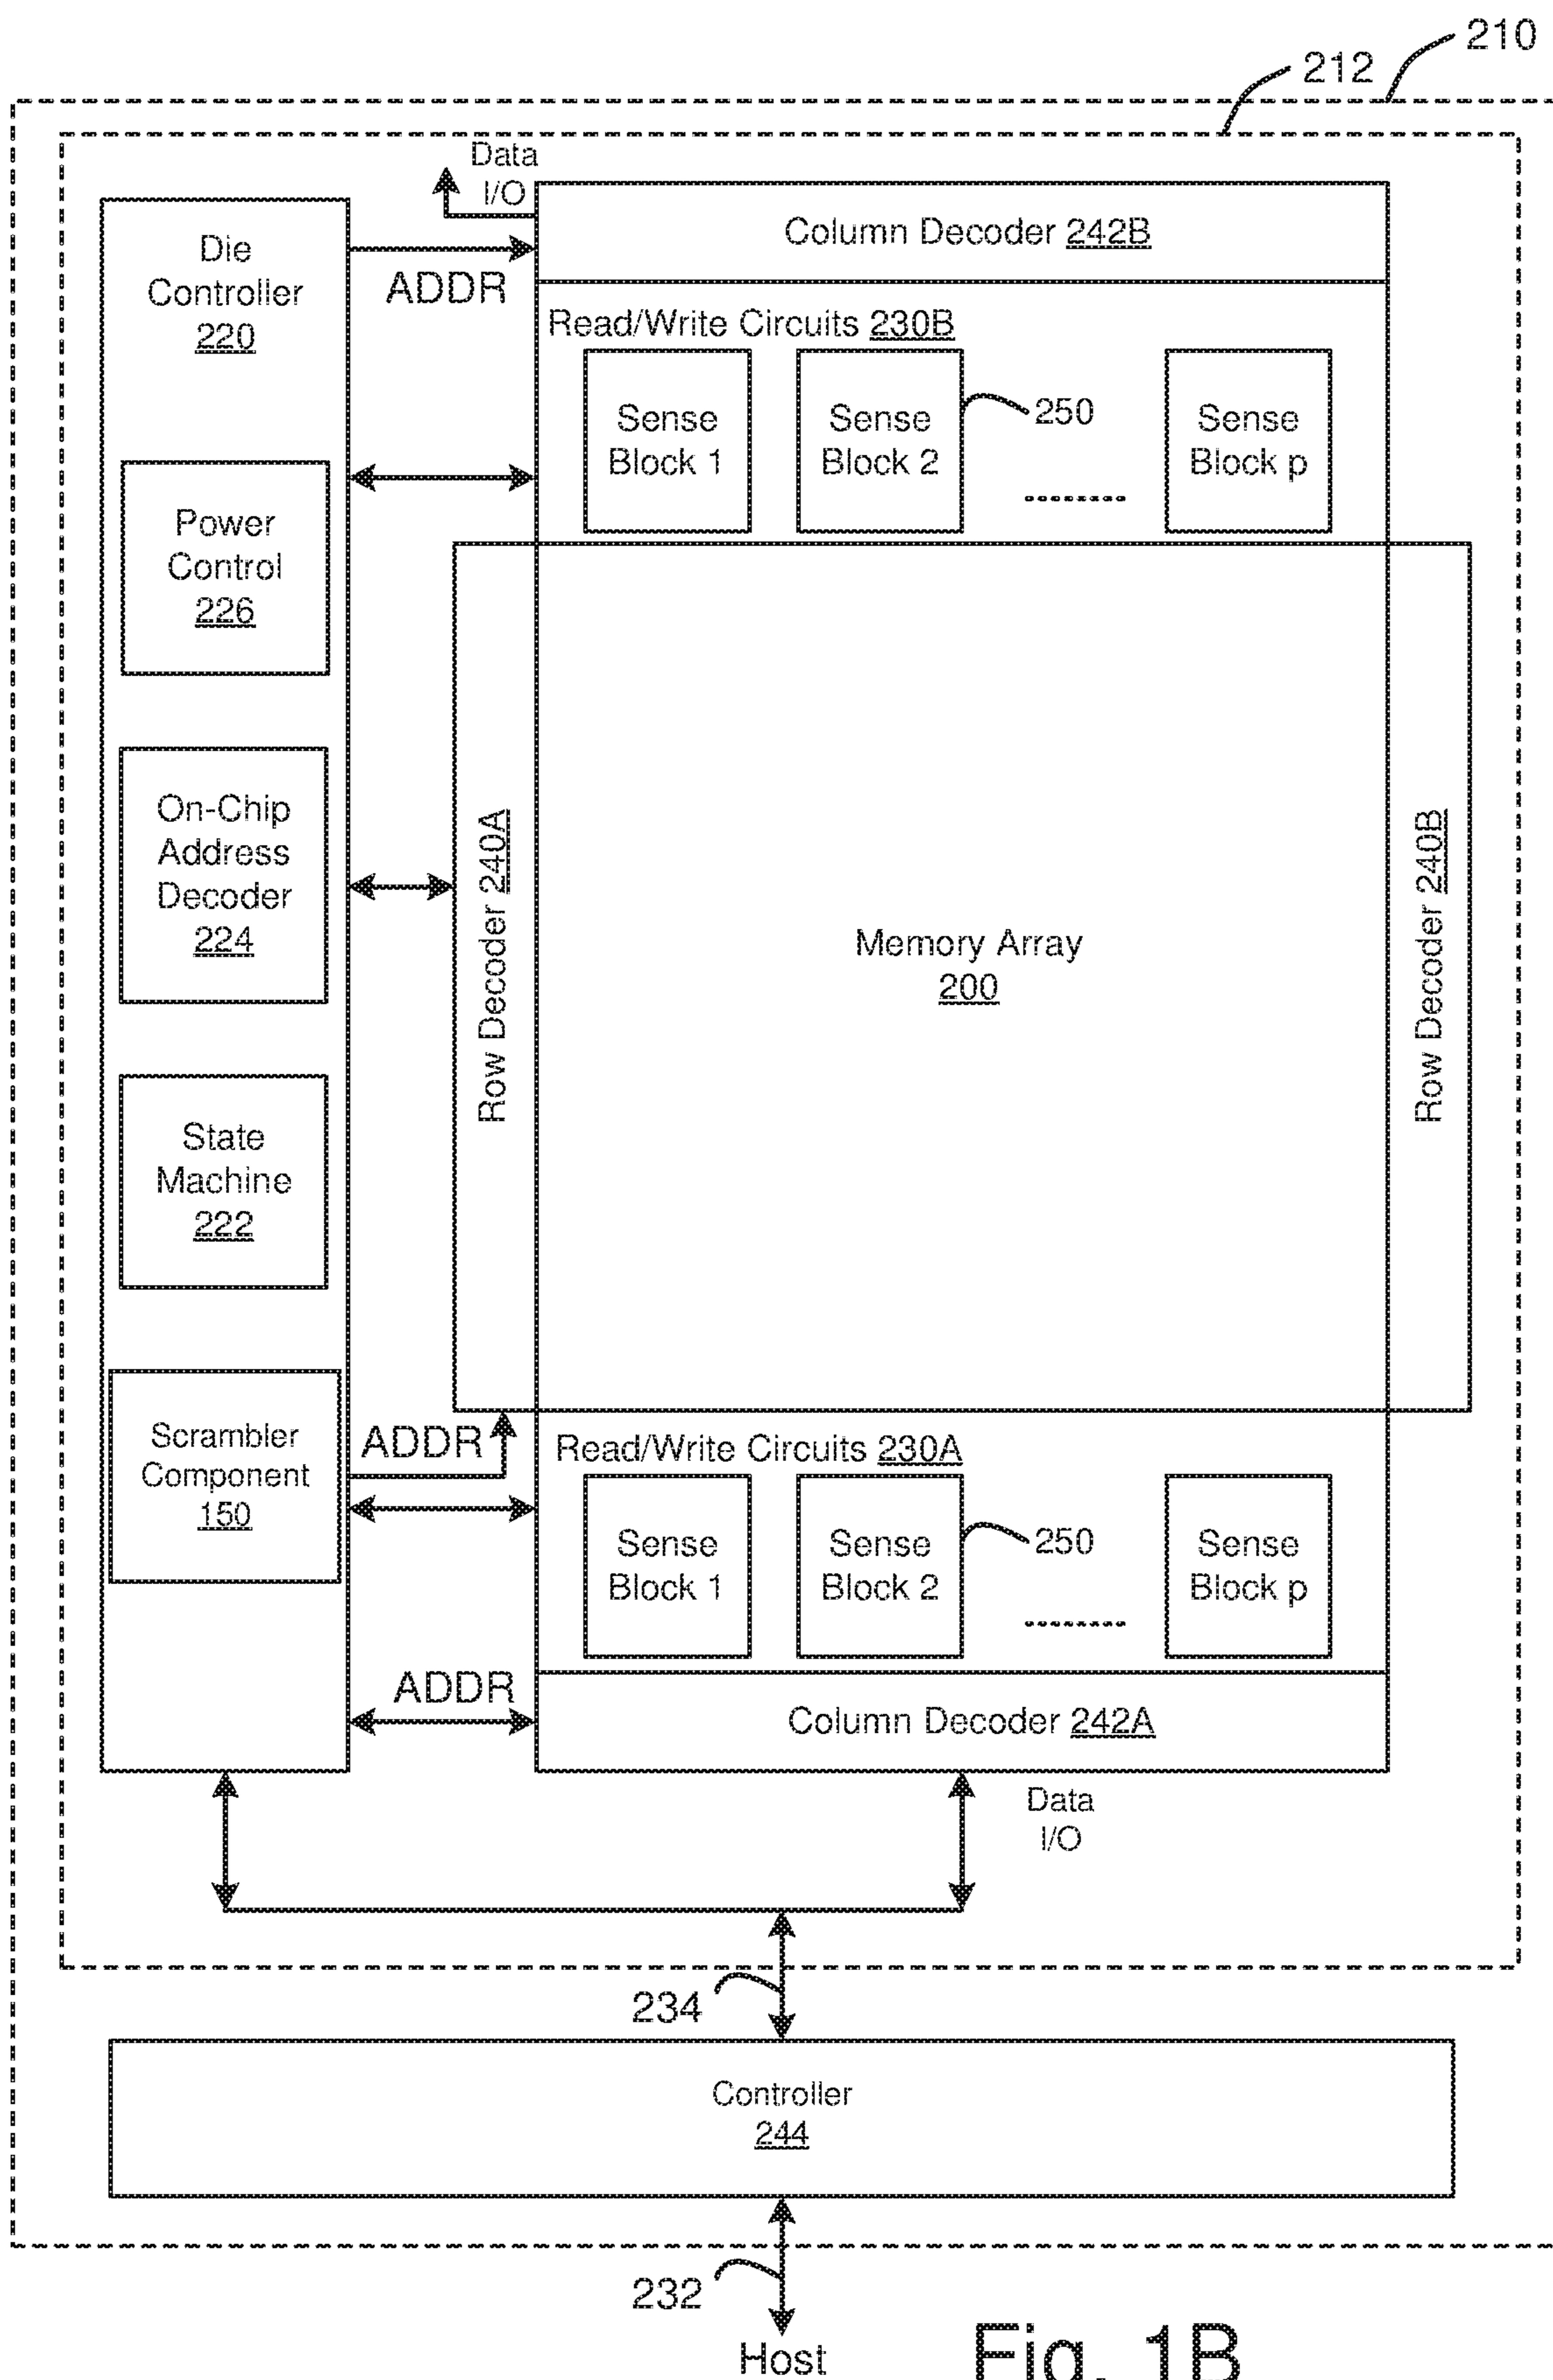 210
212
Data
I/O
Die
Controller
220
ADDR
Column Decoder 242B
Read/Write Circuits 230B
Sense
Block 1
Sense
Block 2
250
Sense
Block p
Power
Control
226
On-Chip
Address
Decoder
224
Row Decoder 240A
Memory Array
200
Row Decoder 240B
State
Machine
222
Scrambler
Component
150
ADDR
Read/Write Circuits 230A
Sense
Block 1
Sense
Block 2
250
Sense
Block p
ADDR
Column Decoder 242A
Data
I/O
234
Controller
244
232
Host
Fig. 1B